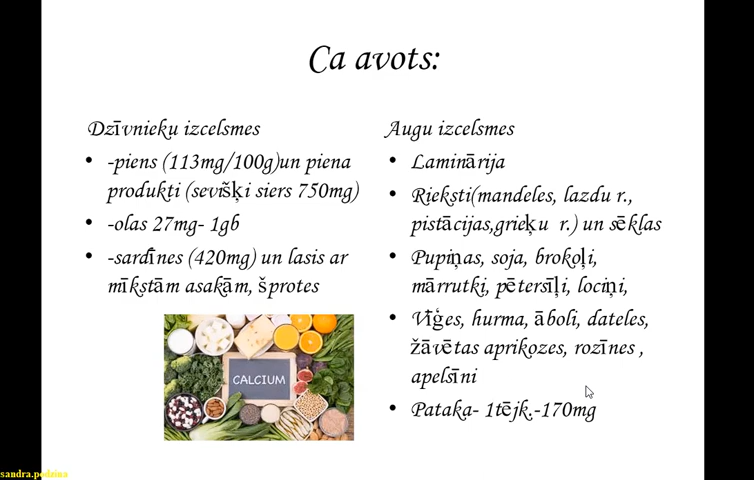 Ca avots:
Dzīvnieku izcelsmes
-piens (113mg/100g)un piena
produkti (sevišķi siers 750mg)
-olas 27mg- 1gb
-sardīnes (420mg) un lasis ar
mīkstām asakām, šprotes
CALCIUM
Augu izcelsmes
Laminārija
Rieksti(mandeles, lazdu r.,
pistācijas,grieķu r.) un sēklas
Pupiņas, soja, brokoļi,
mārrutki, pētersīļi, lociņi,
Vīģes, hurma, āboli, dateles,
žāvētas aprikozes, rozīnes ,
apelsīni
Pataka- 1tējk.-170mg
sandra.podzina